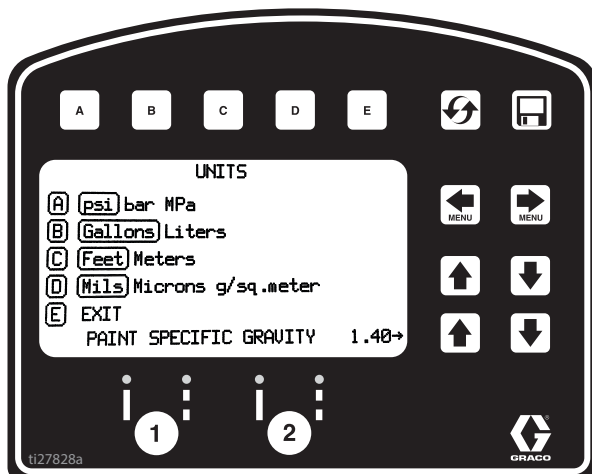 A B C D E
UNITS
A psi bar MPa
MENU MENU
B Gallons Liters
C Feet Meters
D Mils Microns g/sq.meter
E EXIT
PAINT SPECIFIC GRAVITY 1.40→
1 2
ti27828a
GRACO